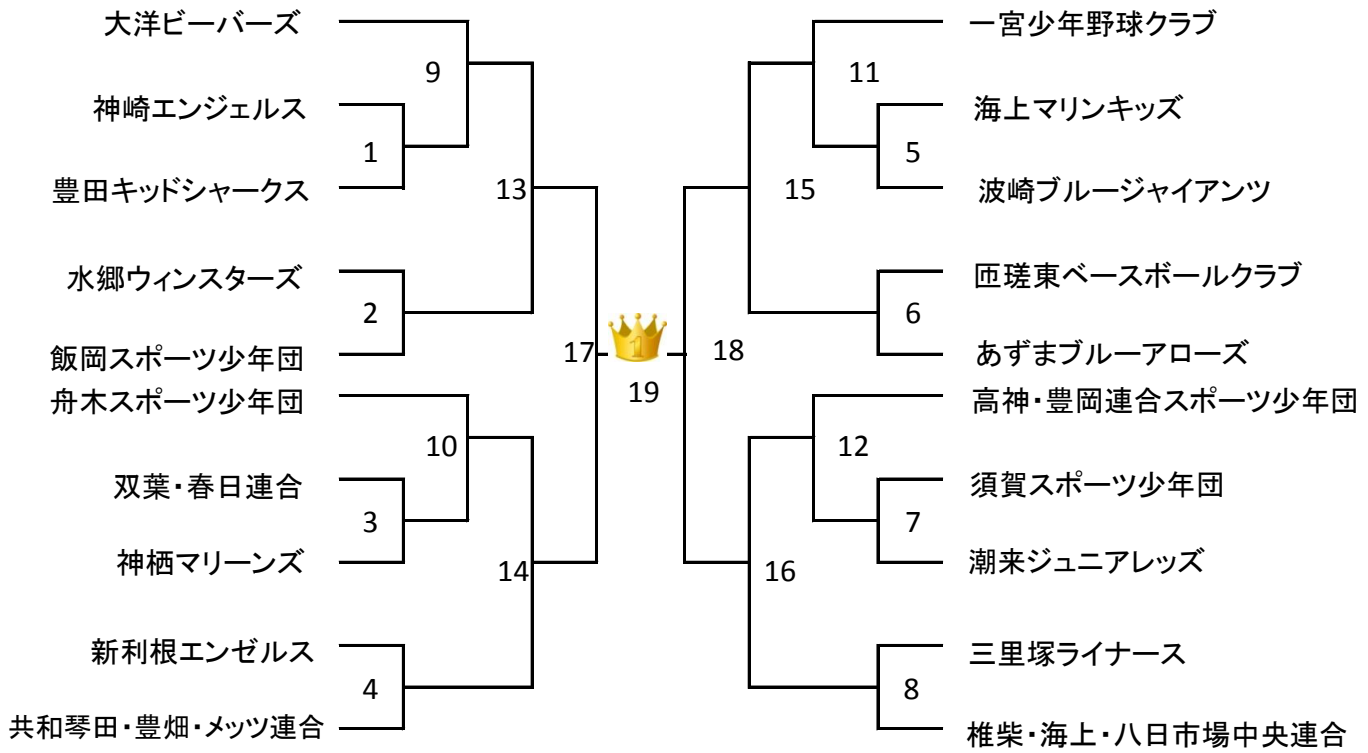 大洋ビーバーズ
一宮少年野球クラブ
9
11
神崎エンジェルス
海上マリンキッズ
1
5
豊田キッドシャークス
13
15
波崎ブルージャイアンツ
水郷ウィンスターズ
匝瑳東ベースボールクラブ
2
6
飯岡スポーツ少年団
17
1
18
あずまブルーアローズ
舟木スポーツ少年団
19
高神・豊岡連合スポーツ少年団
10
12
双葉・春日連合
須賀スポーツ少年団
3
7
神栖マリーンズ
14
16
潮来ジュニアレッズ
新利根エンゼルス
三里塚ライナース
4
8
共和琴田・豊畑・メッツ連合
椎柴・海上・八日市場中央連合